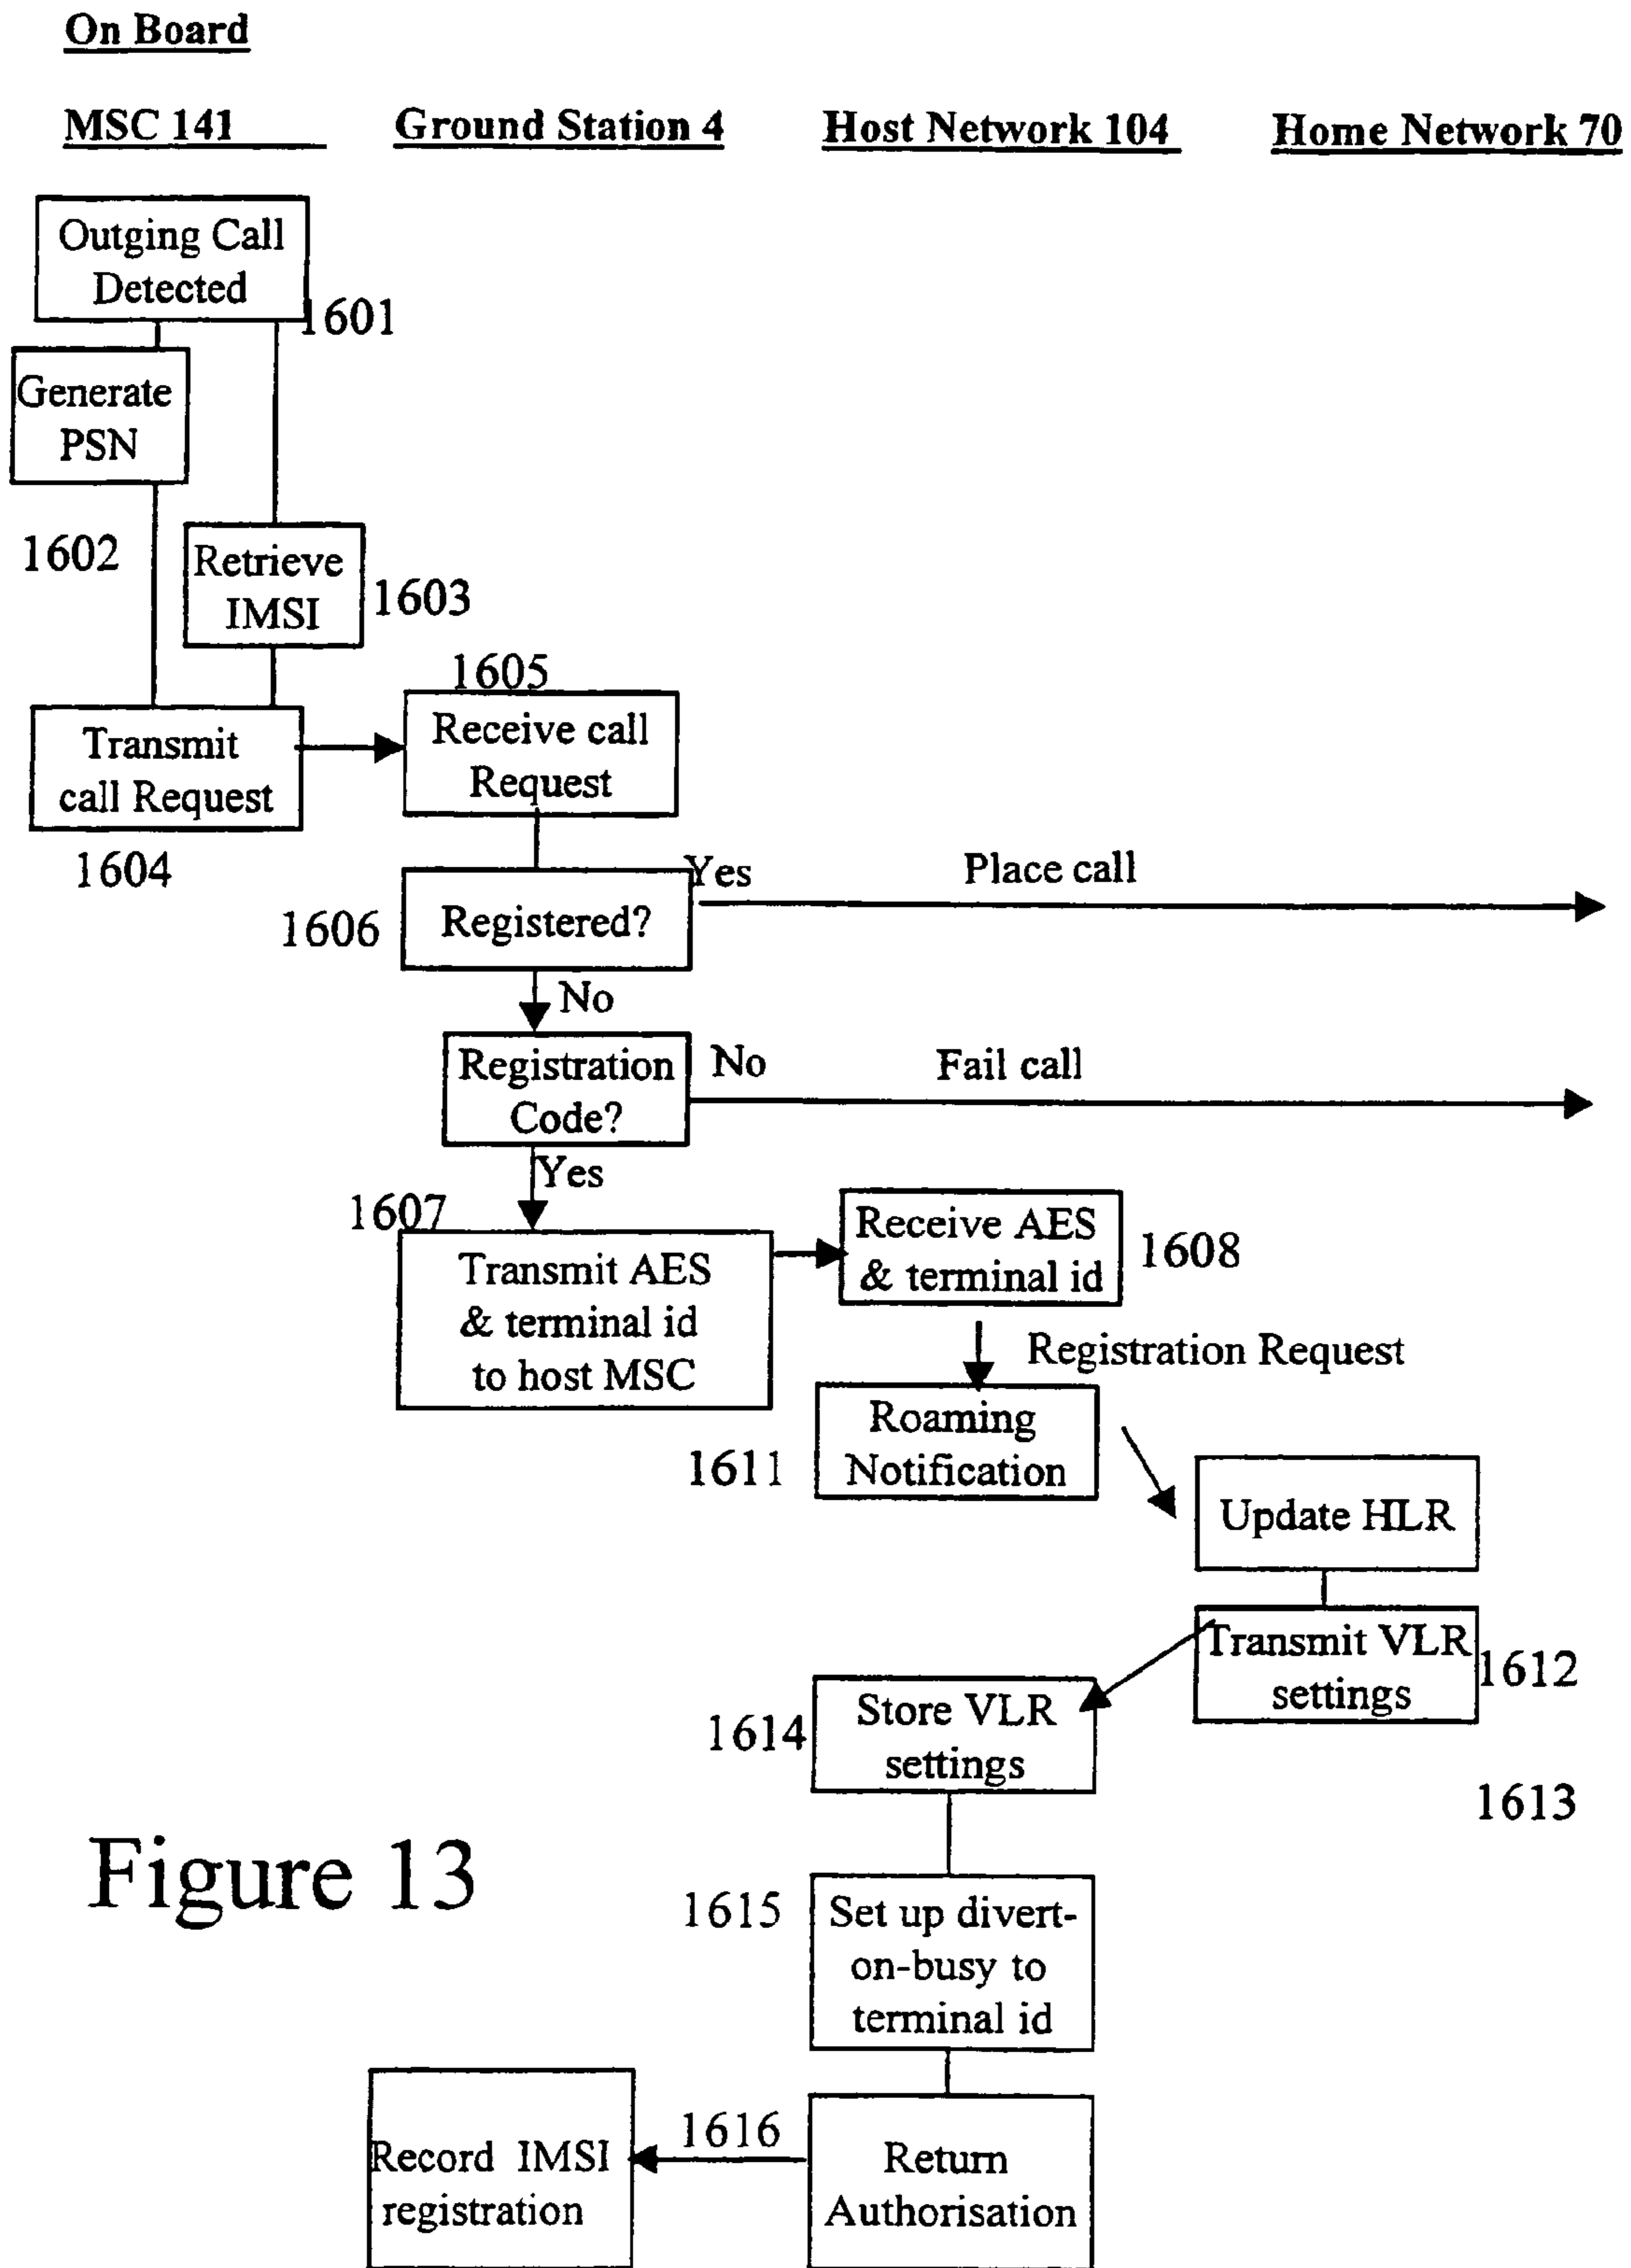 On Board
MSC 141
Ground Station 4
Host Network 104
Home Network 70
Outging Call
Detected
1601
Generate
PSN
1602
Retrieve
IMSI
1603
1605
Transmit
call Request
1604
Receive call
Request
Yes
Place call
1606
Registered?
No
Registration
Code?
No
Fail call
Yes
1607
Transmit AES
& terminal id
to host MSC
Receive AES
& terminal id
1608
Registration Request
Roaming
Notification
1611
Update HLR
Transmit VLR
settings
1612
Store VLR
settings
1614
1613
Figure 13
1615
Set up divert-
on-busy to
terminal id
1616
Record IMSI
registration
Return
Authorisation